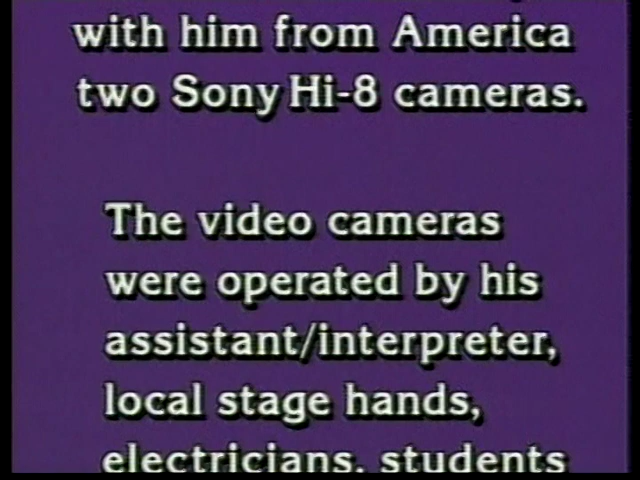 with him from America
two Sony Hi-8 cameras.
The video cameras
were operated by his
assistant/interpreter,
local stage hands,
electricians, students